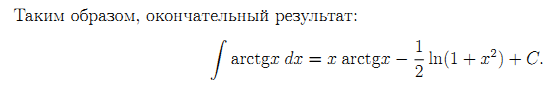 Таким образом, окончательный результат:
∫ arctgx dx = x arctgx − 1/2 ln(1 + x²) + C.